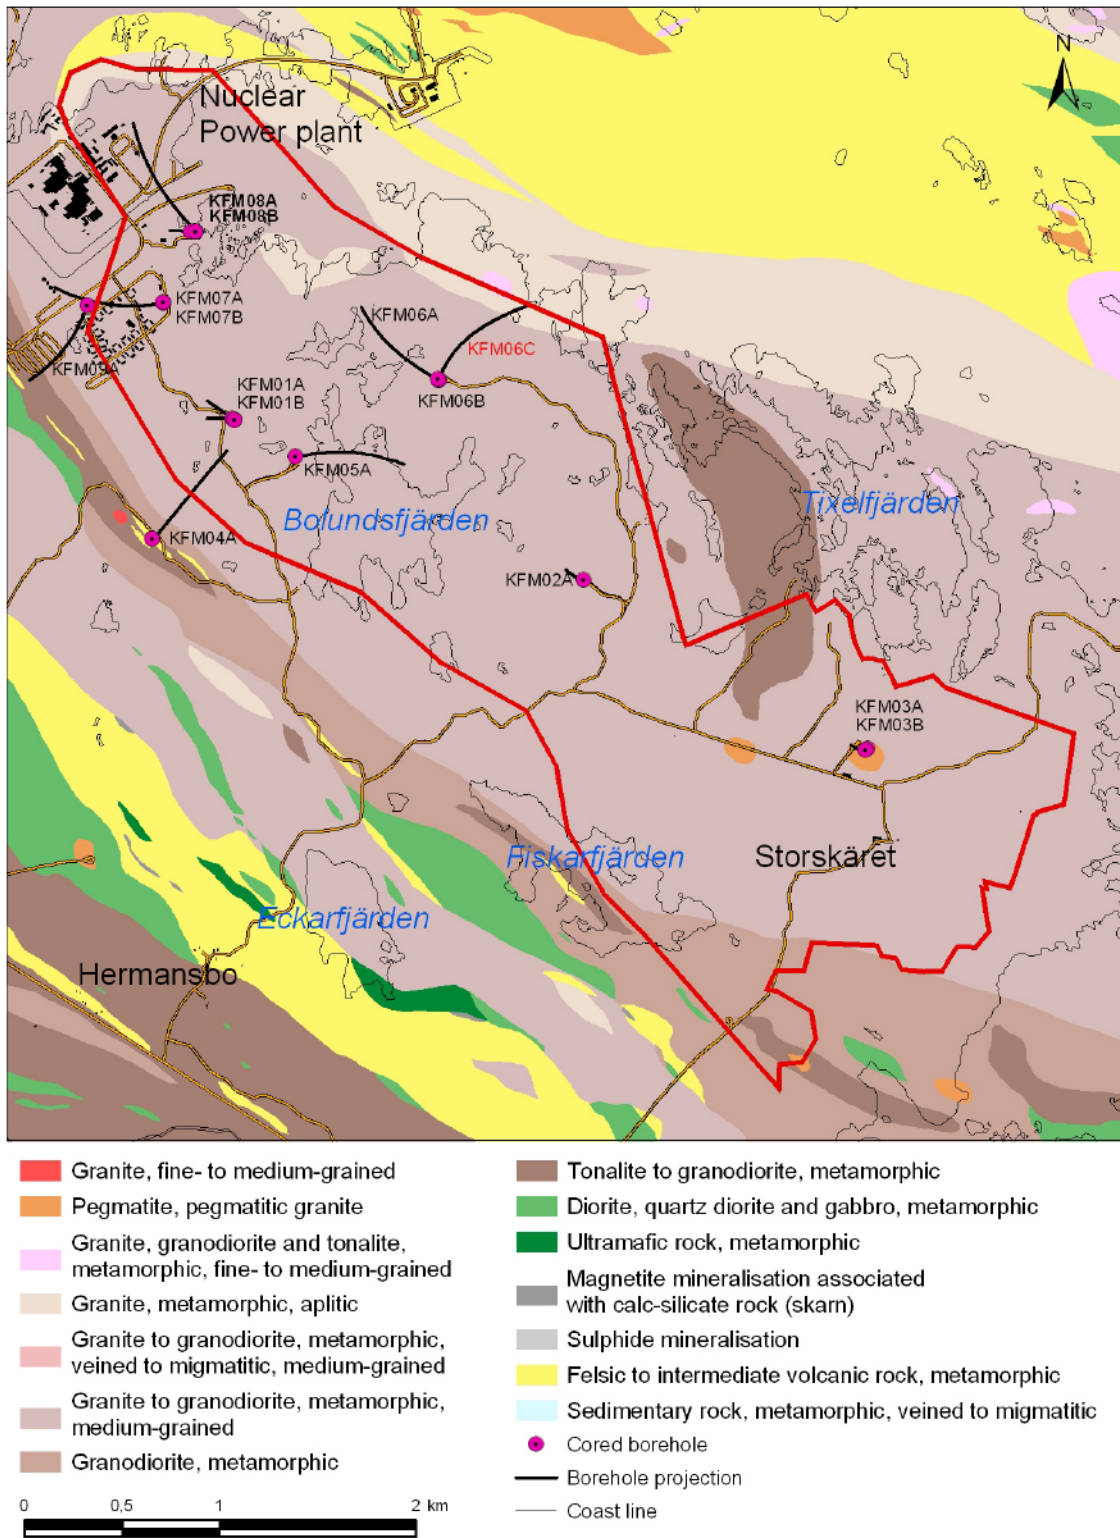 N
Nuclear
Power plant
KFM08A
KFM08B
KFM07A
KFM07B
KFM09A
KFM06A
KFM06C
KFM06B
KFM01A
KFM01B
KFM05A
Bolundsfjärden
Tixelfjärden
KFM04A
KFM02A
KFM03A
KFM03B
Fiskarfjärden
Storskäret
Eckarfjärden
Hermansbo
Granite, fine- to medium-grained
Pegmatite, pegmatitic granite
Granite, granodiorite and tonalite,
metamorphic, fine- to medium-grained
Granite, metamorphic, aplitic
Granite to granodiorite, metamorphic,
veined to migmatitic, medium-grained
Granite to granodiorite, metamorphic,
medium-grained
Granodiorite, metamorphic
Tonalite to granodiorite, metamorphic
Diorite, quartz diorite and gabbro, metamorphic
Ultramafic rock, metamorphic
Magnetite mineralisation associated
with calc-silicate rock (skarn)
Sulphide mineralisation
Felsic to intermediate volcanic rock, metamorphic
Sedimentary rock, metamorphic, veined to migmatitic
Cored borehole
Borehole projection
Coast line
0 0,5 1 2 km